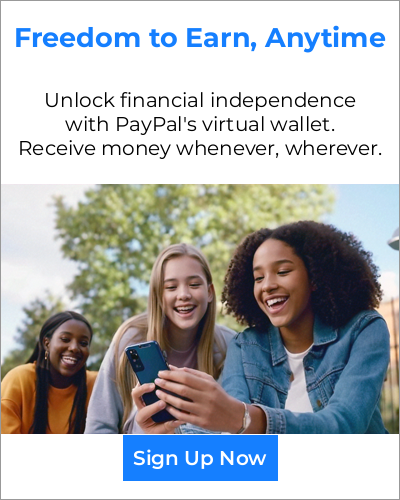 Freedom to Earn, Anytime
Unlock financial independence
with PayPal's virtual wallet.
Receive money whenever, wherever.
Sign Up Now